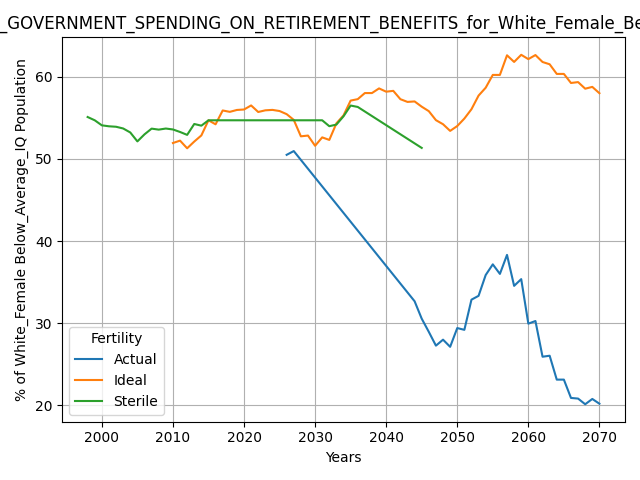 _GOVERNMENT_SPENDING_ON_RETIREMENT_BENEFITS_for_White_Female_Be
% of White_Female Below_Average_IQ Population
60
50
40
30
20
Fertility
Actual
Ideal
Sterile
2000 2010 2020 2030 2040 2050 2060 2070
Years